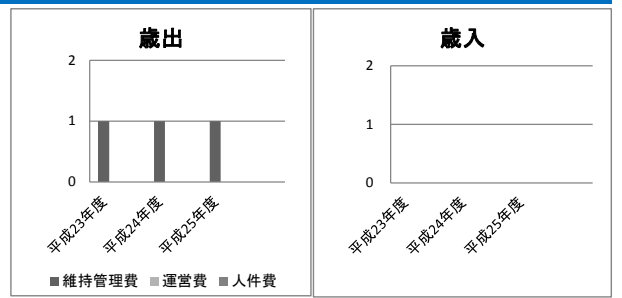 歳出
2
1
0
平成23年度
平成24年度
平成25年度
■維持管理費 ■運営費 ■人件費
歳入
2
1
0
平成23年度
平成24年度
平成25年度